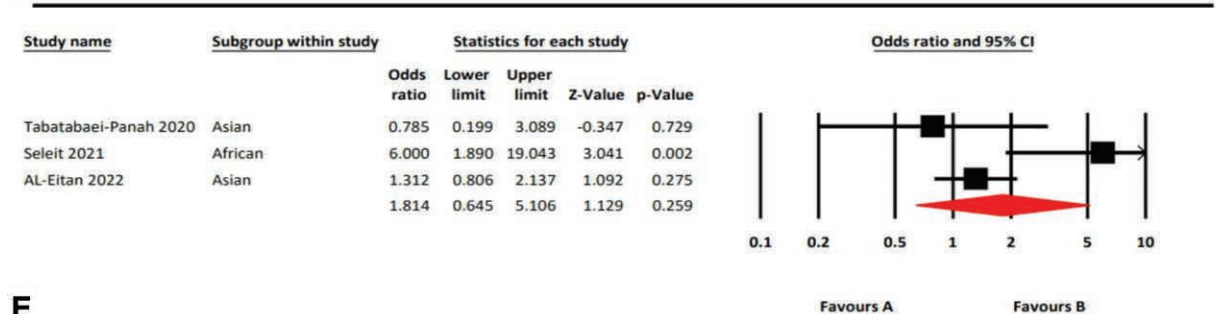 Study name Subgroup within study Statistics for each study Odds ratio and 95% CI
Odds Lower Upper
ratio limit limit Z-Value p-Value
Tabatabaei-Panah 2020 Asian 0.785 0.199 3.089 -0.347 0.729
Seleit 2021 African 6.000 1.890 19.043 3.041 0.002
AL-Eitan 2022 Asian 1.312 0.806 2.137 1.092 0.275
1.814 0.645 5.106 1.129 0.259
0.1 0.2 0.5 1 2 5 10
Favours A Favours B